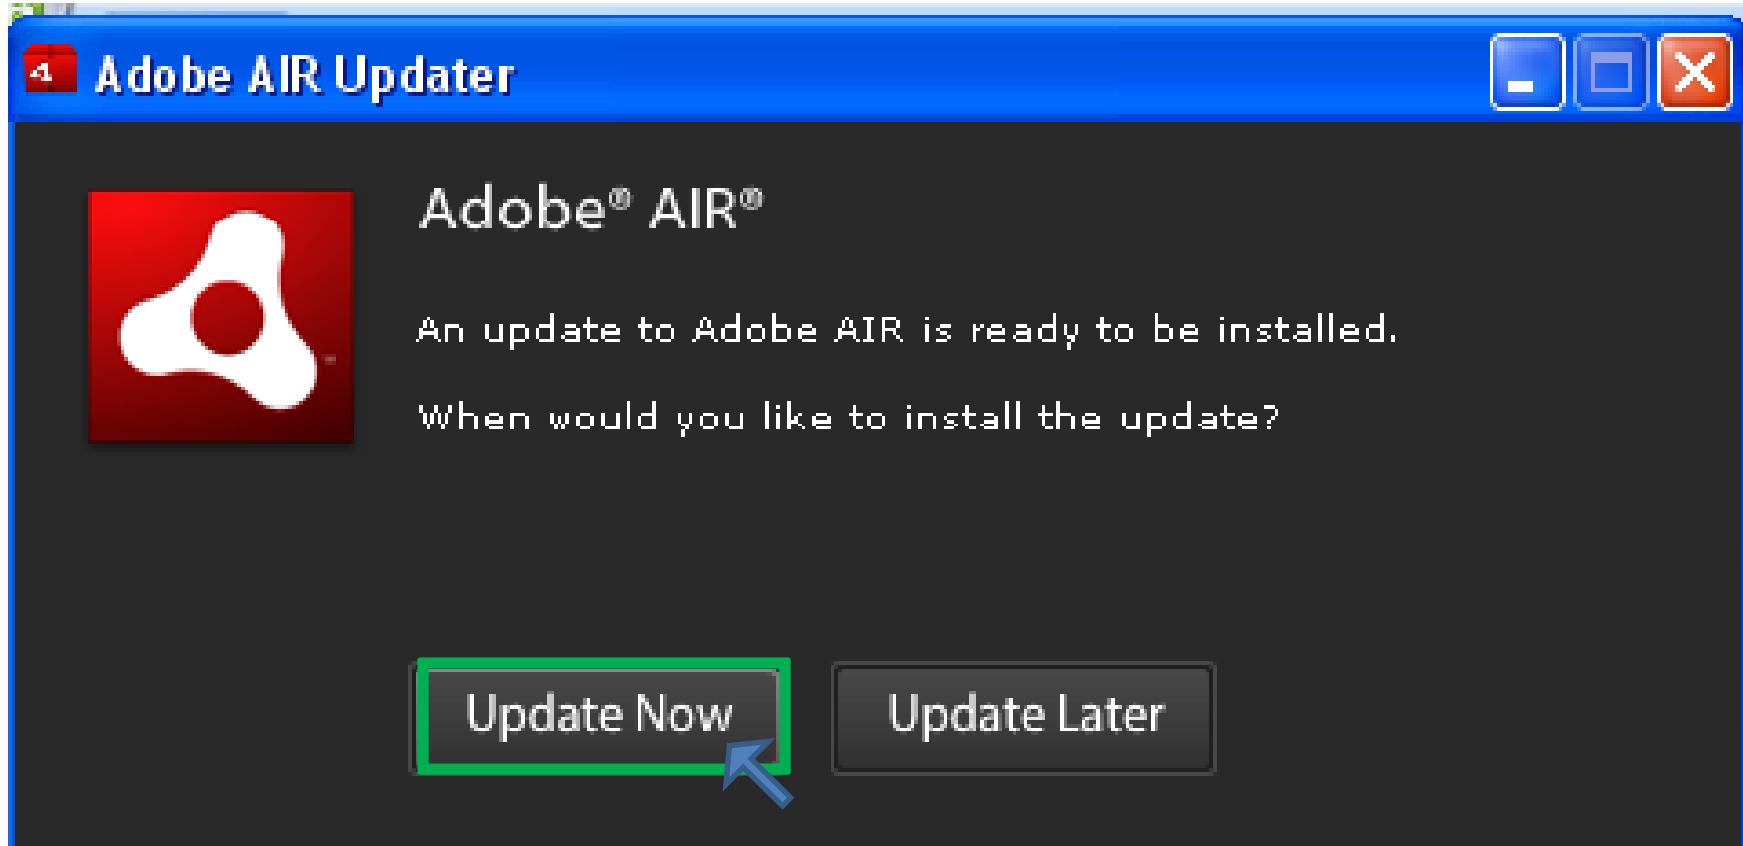 Adobe AIR Updater
Adobe® AIR®
An update to Adobe AIR is ready to be installed.
When would you like to install the update?
Update Now
Update Later